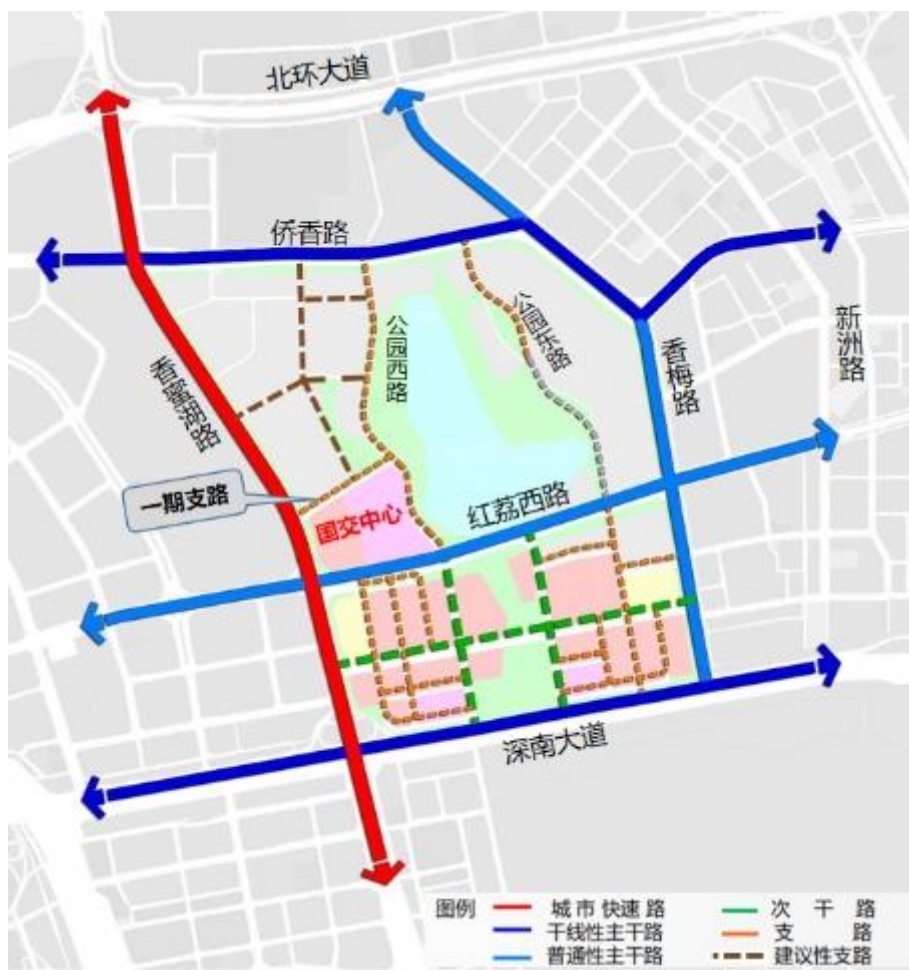 北环大道
侨香路
公园西路
公园东路
新洲路
香蜜湖路
香梅路
一期支路
国交中心
红荔西路
深南大道
图例
城市快速路
次干路
干线性主干路
支路
普通性主干路
建议性支路